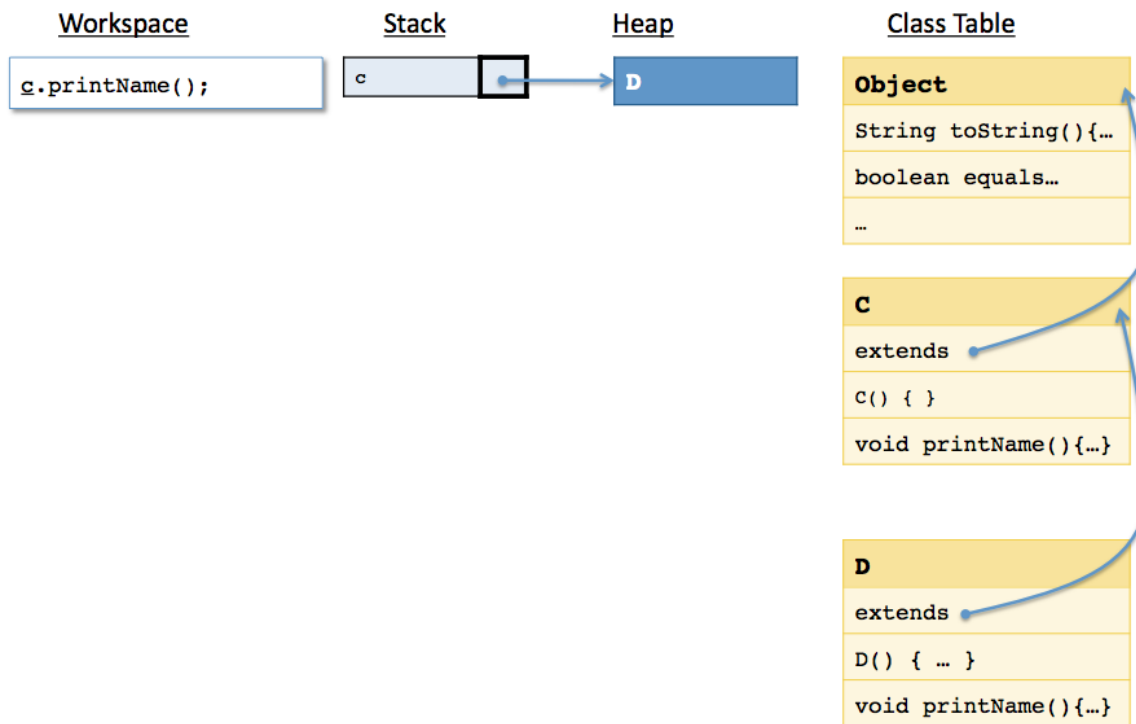 Workspace
Stack
Heap
Class Table
c.printName();
c
D
Object
String toString(){…
boolean equals…
…
C
extends
C() { }
void printName(){…}
D
extends
D() { … }
void printName(){…}